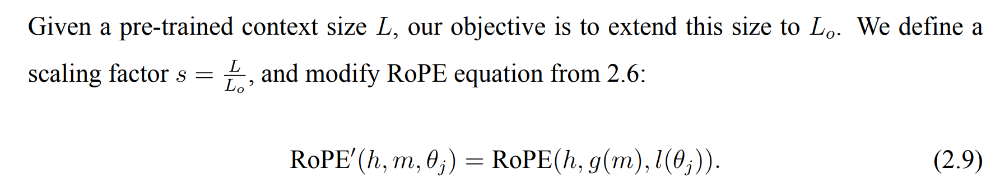 Given a pre-trained context size $L$, our objective is to extend this size to $L_o$. We define a
scaling factor $s = \frac{L}{L_o}$, and modify RoPE equation from 2.6:
$\text{RoPE}'(h, m, \theta_j) = \text{RoPE}(h, g(m), l(\theta_j)).$ (2.9)